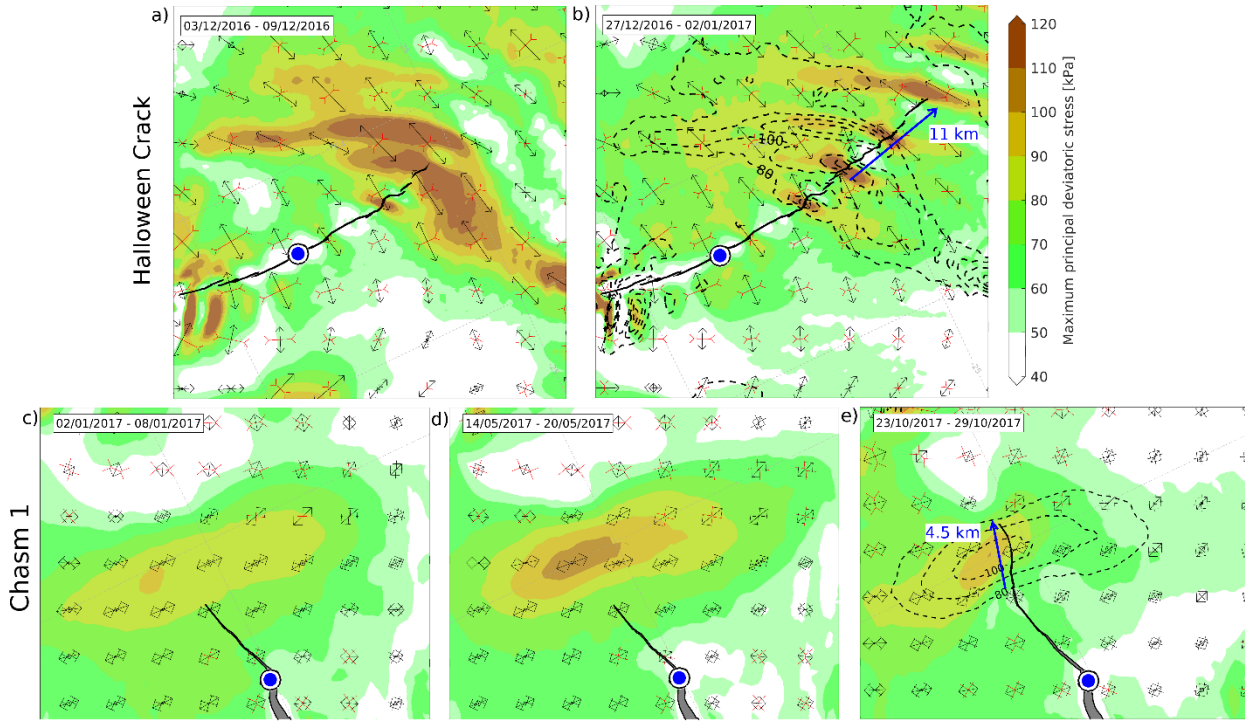 a)
03/12/2016 - 09/12/2016
b)
27/12/2016 - 02/01/2017
Halloween Crack
11 km
100
80
120
110
100
90
80
70
60
50
40
Maximum principal deviatoric stress [kPa]
c)
02/01/2017 - 08/01/2017
d)
14/05/2017 - 20/05/2017
e)
23/10/2017 - 29/10/2017
Chasm 1
4.5 km
100
80